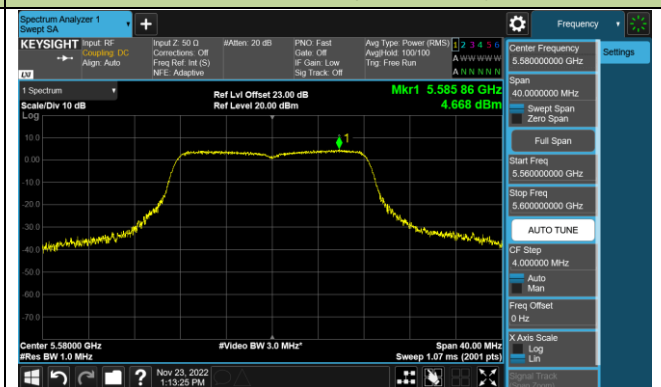 Spectrum Analyzer 1
Swept SA
+
Frequency
KEYSIGHT
Input: RF
Coupling: DC
Align: Auto
Input Z: 50 Ω
Corrections: Off
Freq Ref: Int (S)
NFE: Adaptive
#Atten: 20 dB
PNO: Fast
Gate: Off
IF Gain: Low
Sig Track: Off
Avg Type: Power (RMS)
Avg|Hold: 100/100
Trig: Free Run
1 2 3 4 5 6
A W W W W W
A N N N N N
LXI
1 Spectrum
Scale/Div 10 dB
Log
Ref Lvl Offset 23.00 dB
Ref Level 20.00 dBm
Mkr1 5.585 86 GHz
4.668 dBm
1
10.0
0.00
-10.0
-20.0
-30.0
-40.0
-50.0
-60.0
-70.0
Center 5.58000 GHz
#Res BW 1.0 MHz
#Video BW 3.0 MHz*
Span 40.00 MHz
Sweep 1.07 ms (2001 pts)
Center Frequency
5.580000000 GHz
Settings
Span
40.0000000 MHz
Swept Span
Zero Span
Full Span
Start Freq
5.560000000 GHz
Stop Freq
5.600000000 GHz
AUTO TUNE
CF Step
4.000000 MHz
Auto
Man
Freq Offset
0 Hz
X Axis Scale
Log
Lin
Signal Track
(Span Zoom)
?
Nov 23, 2022
1:13:25 PM